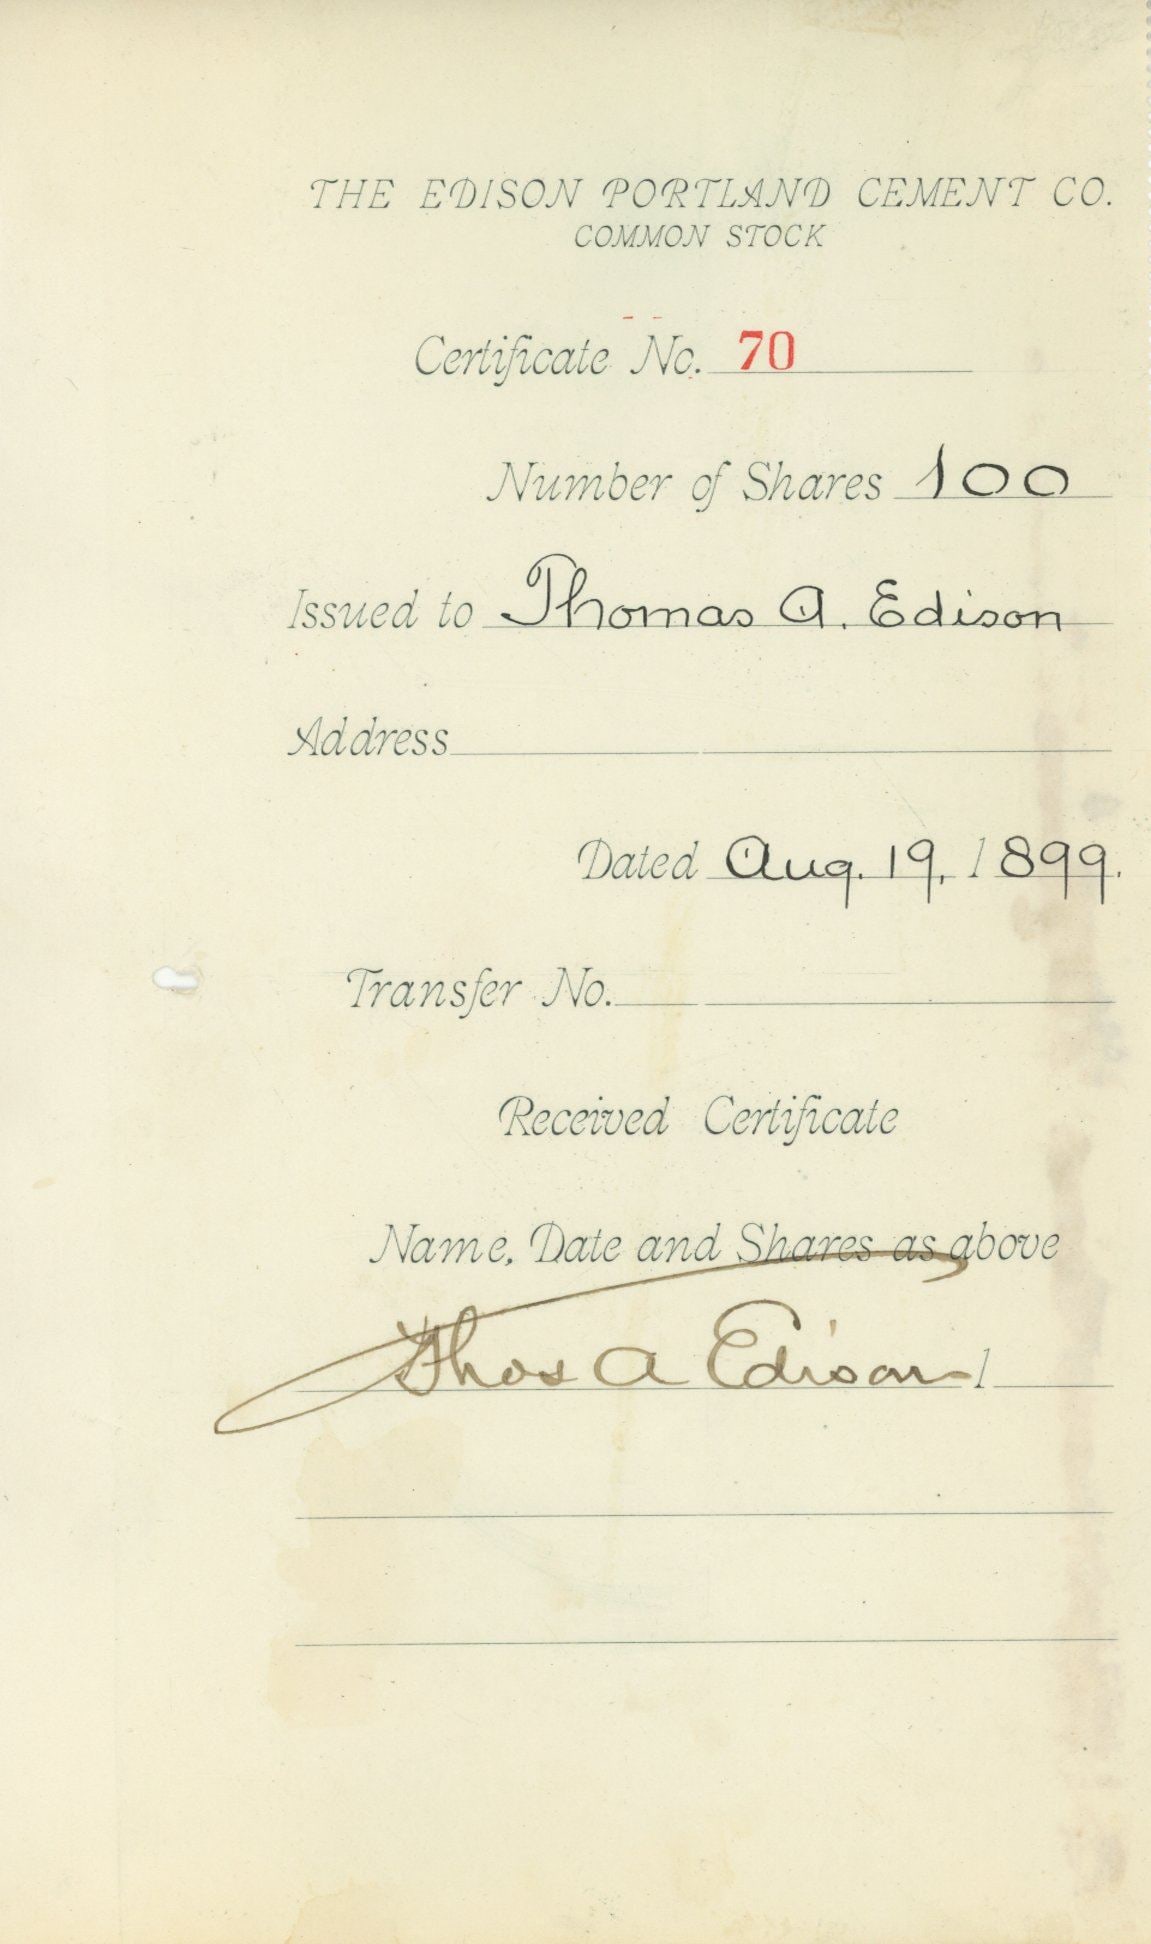 THE EDISON PORTLAND CEMENT CO.
COMMON STOCK
Certificate No. 70
Number of Shares 100
Issued to Thomas A. Edison
Address
Dated Aug. 19, 1899.
Transfer No.
Received Certificate
Name, Date and Shares as above
Thos A Edison 1